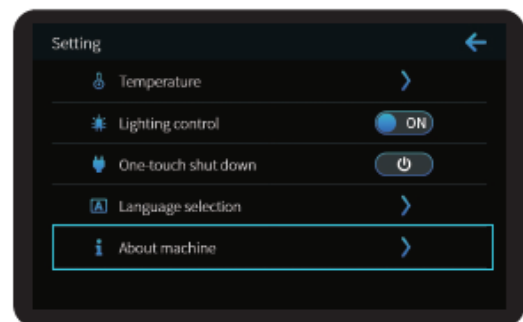 Setting
Temperature
Lighting control ON
One-touch shut down
A Language selection
About machine